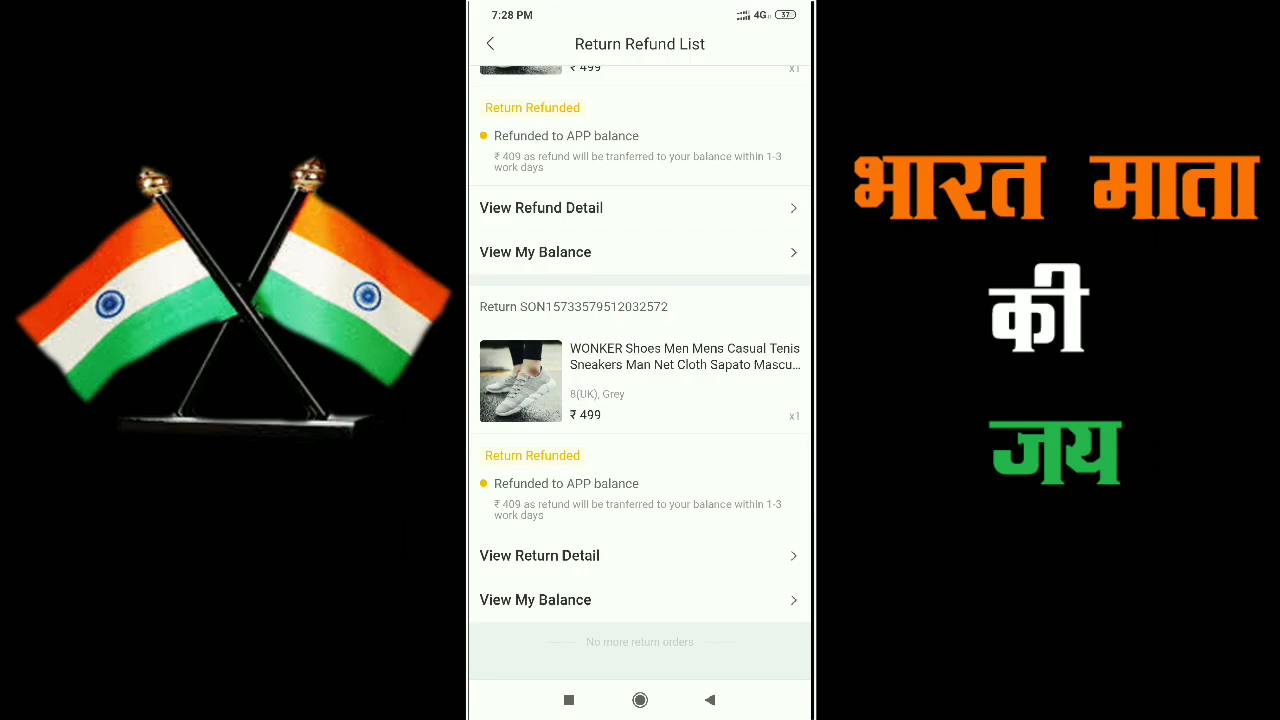 7:28 PM
4G
37
Return Refund List
₹ 499
x1
Return Refunded
Refunded to APP balance
₹ 409 as refund will be tranferred to your balance within 1-3
work days
View Refund Detail
View My Balance
Return SON15733579512032572
WONKER Shoes Men Mens Casual Tenis
Sneakers Man Net Cloth Sapato Mascu...
8(UK), Grey
₹ 499
x1
Return Refunded
Refunded to APP balance
₹ 409 as refund will be tranferred to your balance within 1-3
work days
View Return Detail
View My Balance
No more return orders
भारत माता
की
जय